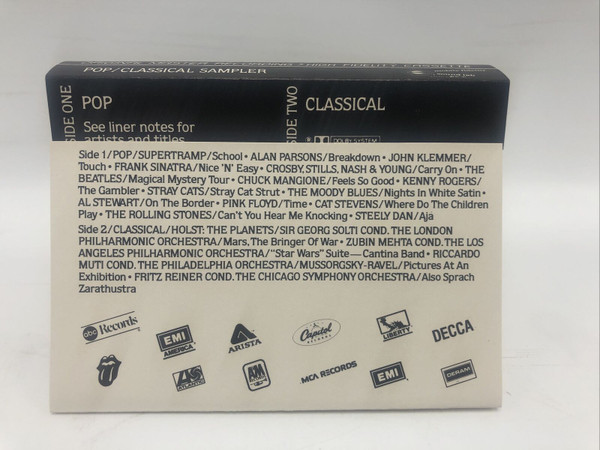 POP/CLASSICAL SAMPLER
SIDE ONE
POP
See liner notes for
artists and titles
SIDE TWO
CLASSICAL
DOLBY SYSTEM
Side 1/POP/SUPERTRAMP/School • ALAN PARSONS/Breakdown • JOHN KLEMMER/
Touch • FRANK SINATRA/Nice 'N' Easy • CROSBY, STILLS, NASH & YOUNG/Carry On • THE
BEATLES/Magical Mystery Tour • CHUCK MANGIONE/Feels So Good • KENNY ROGERS/
The Gambler • STRAY CATS/Stray Cat Strut • THE MOODY BLUES/Nights In White Satin •
AL STEWART/On The Border • PINK FLOYD/Time • CAT STEVENS/Where Do The Children
Play • THE ROLLING STONES/Can't You Hear Me Knocking • STEELY DAN/Aja
Side 2/CLASSICAL/HOLST: THE PLANETS/SIR GEORG SOLTI COND. THE LONDON
PHILHARMONIC ORCHESTRA/Mars, The Bringer Of War • ZUBIN MEHTA COND. THE LOS
ANGELES PHILHARMONIC ORCHESTRA/"Star Wars" Suite—Cantina Band • RICCARDO
MUTI COND. THE PHILADELPHIA ORCHESTRA/MUSSORGSKY-RAVEL/Pictures At An
Exhibition • FRITZ REINER COND. THE CHICAGO SYMPHONY ORCHESTRA/Also Sprach
Zarathustra
abc Records
EMI
AMERICA
ARISTA
Capitol
RECORDS
LIBERTY
DECCA
ATLANTIC
A&M
MCA RECORDS
EMI
DERAM